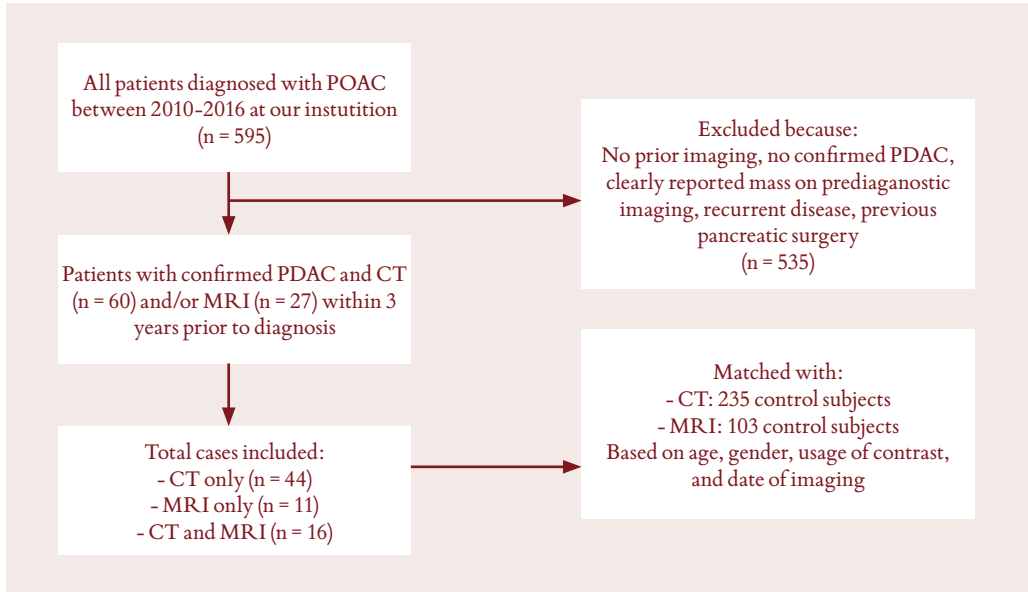 All patients diagnosed with POAC
between 2010-2016 at our instutition
(n = 595)
Excluded because:
No prior imaging, no confirmed PDAC,
clearly reported mass on prediaganostic
imaging, recurrent disease, previous
pancreatic surgery
(n = 535)
Patients with confirmed PDAC and CT
(n = 60) and/or MRI (n = 27) within 3
years prior to diagnosis
Matched with:
- CT: 235 control subjects
- MRI: 103 control subjects
Based on age, gender, usage of contrast,
and date of imaging
Total cases included:
- CT only (n = 44)
- MRI only (n = 11)
- CT and MRI (n = 16)